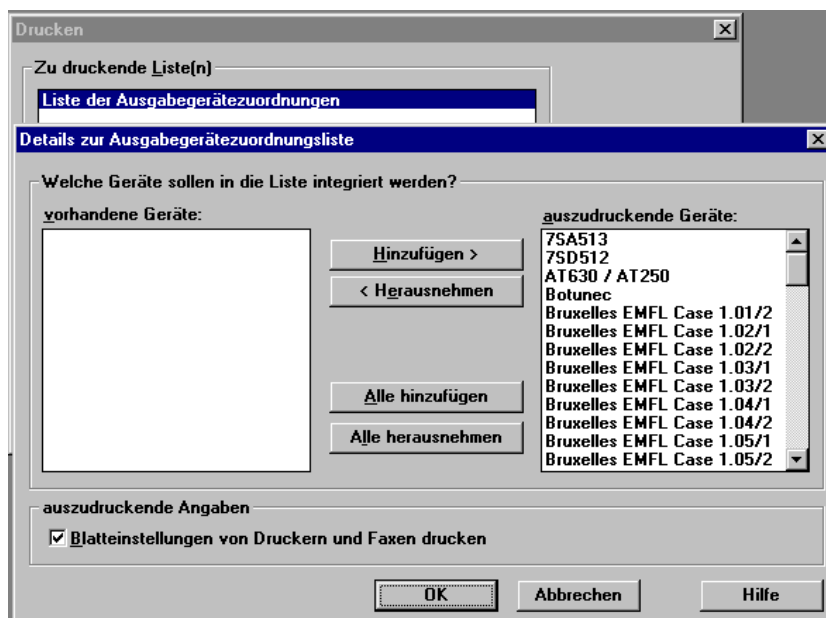 Drucken
Zu druckende Liste(n)
Liste der Ausgabegerätezuordnungen
Details zur Ausgabegerätezuordnungsliste
Welche Geräte sollen in die Liste integriert werden?
vorhandene Geräte:
auszudruckende Geräte:
Hinzufügen >
< Herausnehmen
Alle hinzufügen
Alle herausnehmen
7SA513
7SD512
AT630 / AT250
Botunec
Bruxelles EMFL Case 1.01/2
Bruxelles EMFL Case 1.02/1
Bruxelles EMFL Case 1.02/2
Bruxelles EMFL Case 1.03/1
Bruxelles EMFL Case 1.03/2
Bruxelles EMFL Case 1.04/1
Bruxelles EMFL Case 1.04/2
Bruxelles EMFL Case 1.05/1
Bruxelles EMFL Case 1.05/2
auszudruckende Angaben
Blatteinstellungen von Druckern und Faxen drucken
OK
Abbrechen
Hilfe